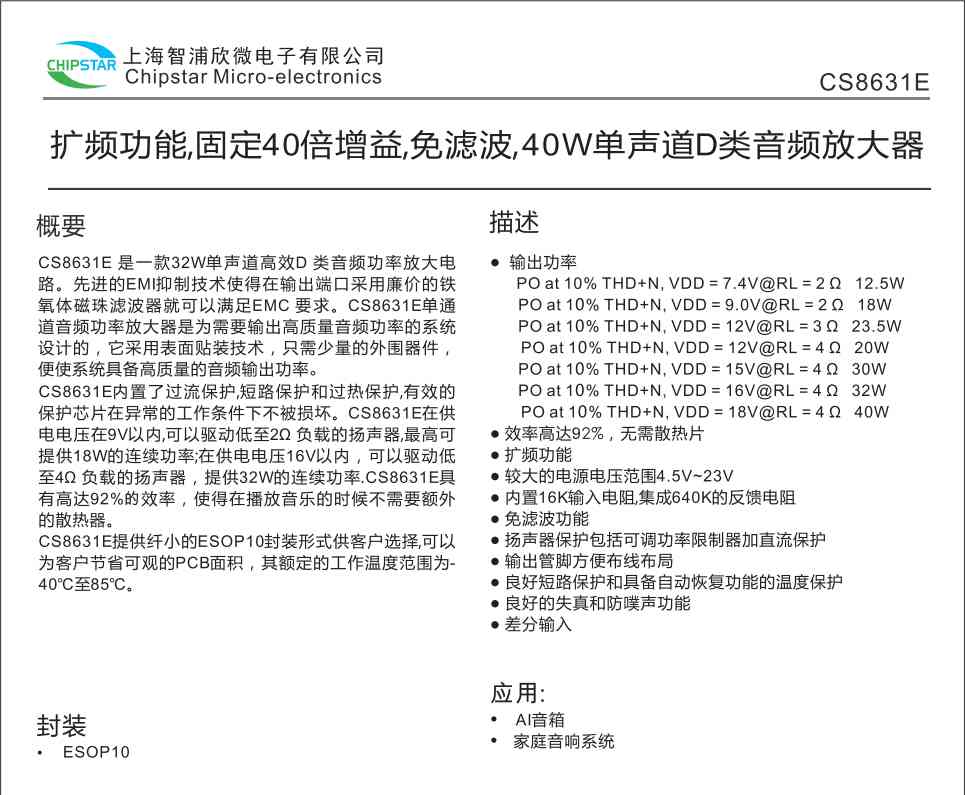 CHIPSTAR
上海智浦欣微电子有限公司
Chipstar Micro-electronics
CS8631E
扩频功能,固定40倍增益,免滤波,40W单声道D类音频放大器
概要
CS8631E 是一款32W单声道高效D 类音频功率放大电
路。先进的EMI抑制技术使得在输出端口采用廉价的铁
氧体磁珠滤波器就可以满足EMC 要求。CS8631E单通
道音频功率放大器是为需要输出高质量音频功率的系统
设计的，它采用表面贴装技术，只需少量的外围器件，
便使系统具备高质量的音频输出功率。
CS8631E内置了过流保护,短路保护和过热保护,有效的
保护芯片在异常的工作条件下不被损坏。CS8631E在供
电电压在9V以内,可以驱动低至2Ω 负载的扬声器,最高可
提供18W的连续功率;在供电电压16V以内，可以驱动低
至4Ω 负载的扬声器，提供32W的连续功率.CS8631E具
有高达92%的效率，使得在播放音乐的时候不需要额外
的散热器。
CS8631E提供纤小的ESOP10封装形式供客户选择,可以
为客户节省可观的PCB面积，其额定的工作温度范围为-
40℃至85℃。
封装
• ESOP10
描述
● 输出功率
PO at 10% THD+N, VDD = 7.4V@RL = 2 Ω 12.5W
PO at 10% THD+N, VDD = 9.0V@RL = 2 Ω 18W
PO at 10% THD+N, VDD = 12V@RL = 3 Ω 23.5W
PO at 10% THD+N, VDD = 12V@RL = 4 Ω 20W
PO at 10% THD+N, VDD = 15V@RL = 4 Ω 30W
PO at 10% THD+N, VDD = 16V@RL = 4 Ω 32W
PO at 10% THD+N, VDD = 18V@RL = 4 Ω 40W
● 效率高达92%，无需散热片
● 扩频功能
● 较大的电源电压范围4.5V~23V
● 内置16K输入电阻,集成640K的反馈电阻
● 免滤波功能
● 扬声器保护包括可调功率限制器加直流保护
● 输出管脚方便布线布局
● 良好短路保护和具备自动恢复功能的温度保护
● 良好的失真和防噗声功能
● 差分输入
应用:
• AI音箱
• 家庭音响系统